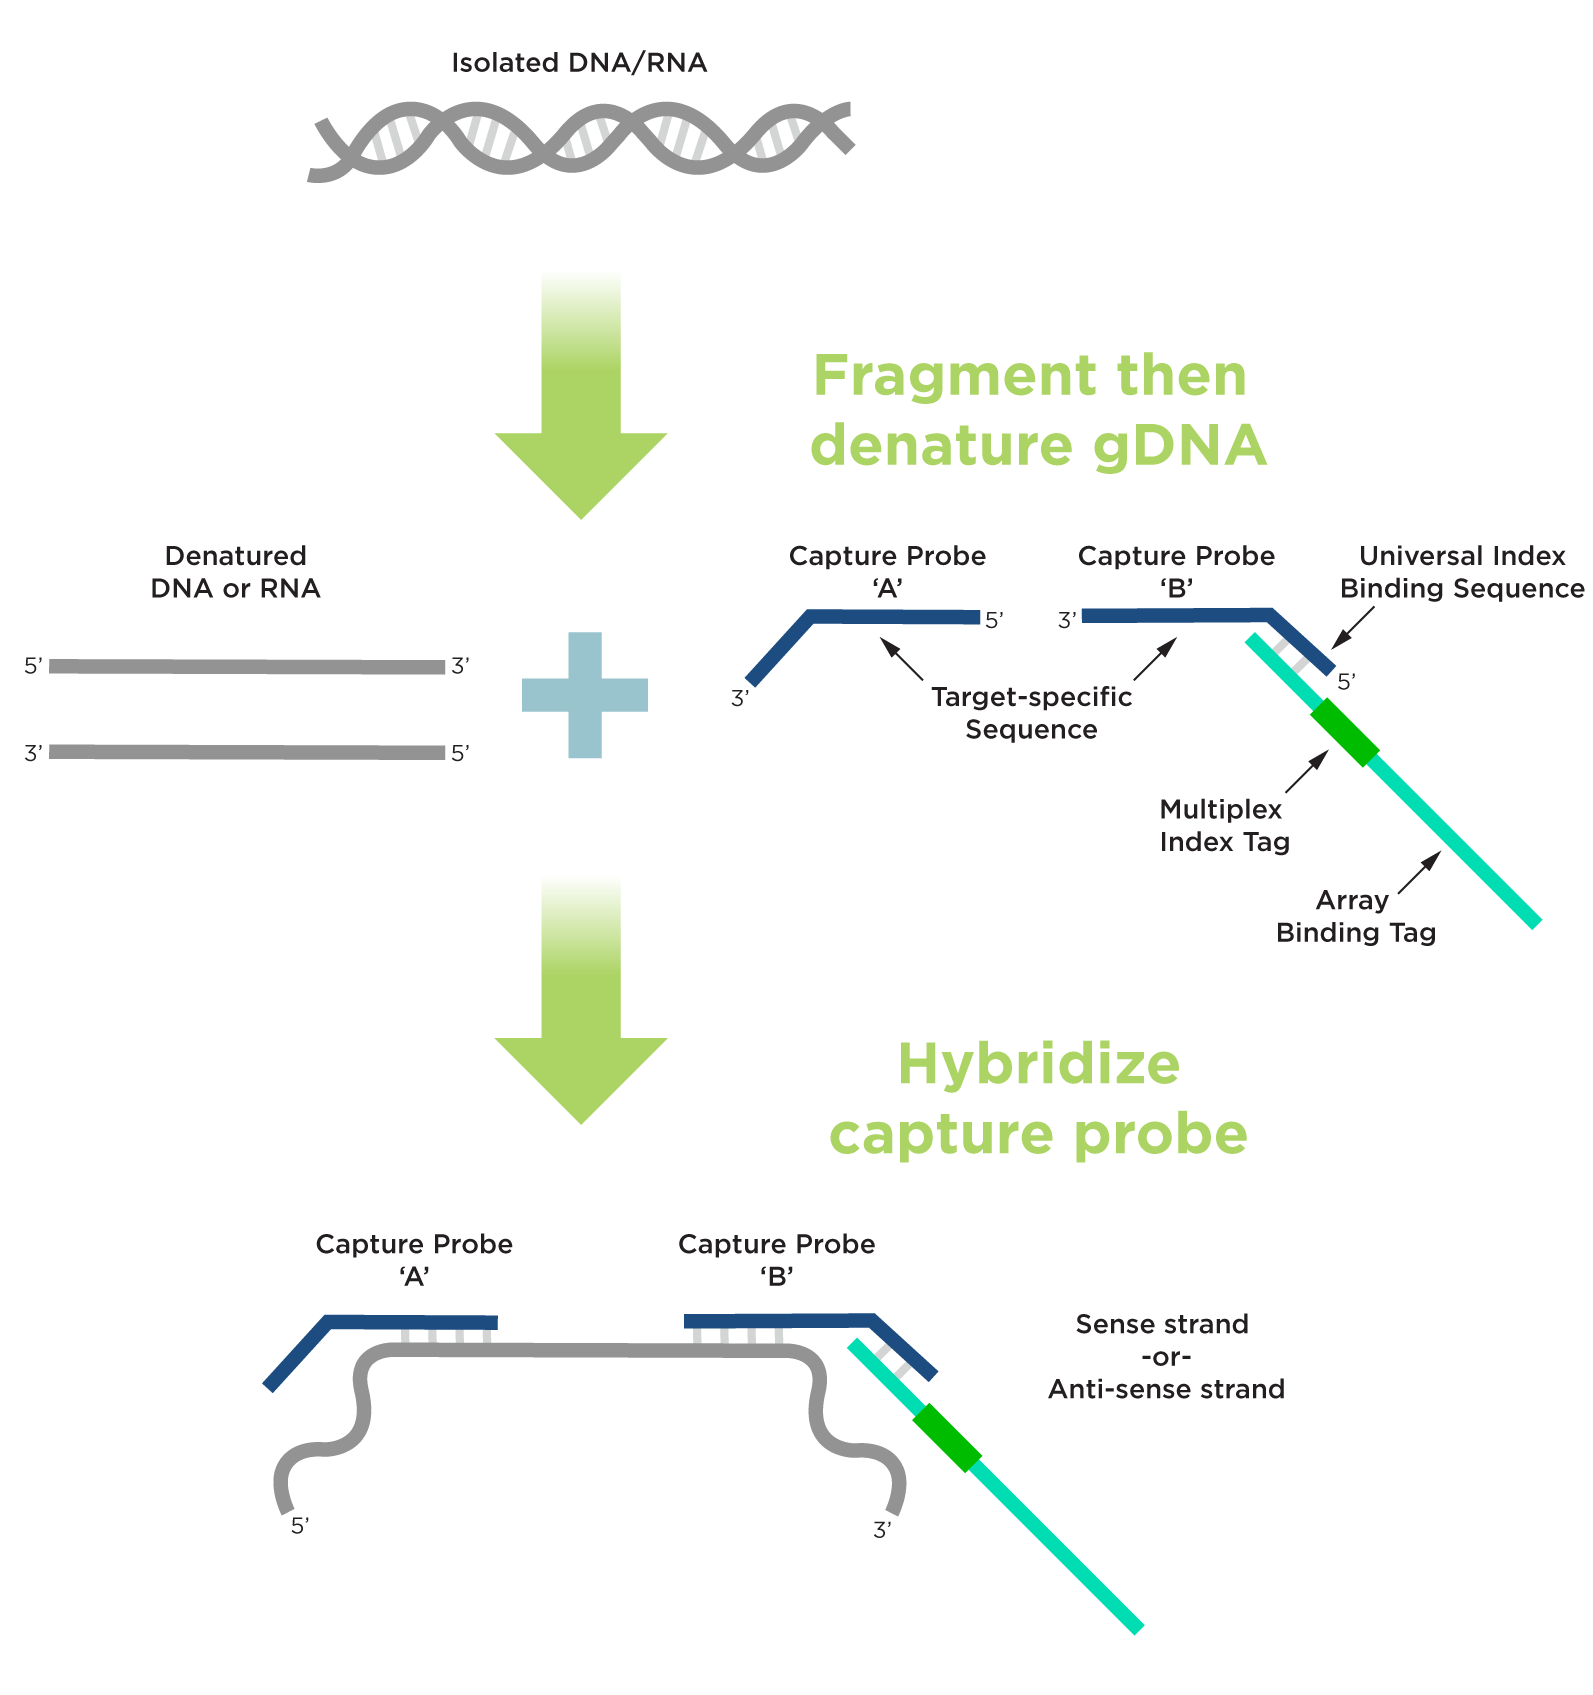 Isolated DNA/RNA
Fragment then
denature gDNA
Denatured
DNA or RNA
5’
3’
3’
5’
Capture Probe
‘A’
5’
3’
Capture Probe
‘B’
3’
5’
Universal Index
Binding Sequence
Target-specific
Sequence
Multiplex
Index Tag
Array
Binding Tag
Hybridize
capture probe
Capture Probe
‘A’
Capture Probe
‘B’
Sense strand
-or-
Anti-sense strand
5’
3’